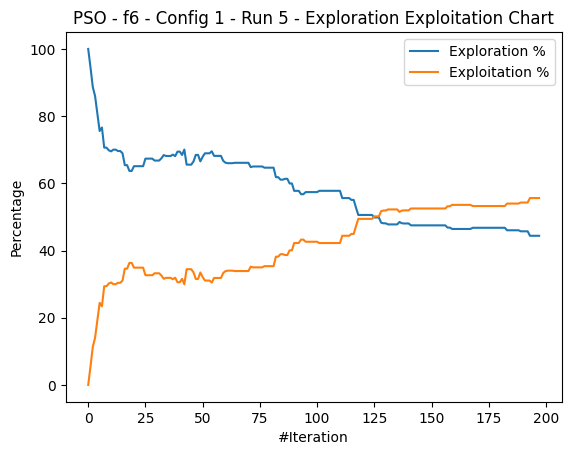 PSO - f6 - Config 1 - Run 5 - Exploration Exploitation Chart
Exploration %
Exploitation %
Percentage
100
80
60
40
20
0
0 25 50 75 100 125 150 175 200
#Iteration